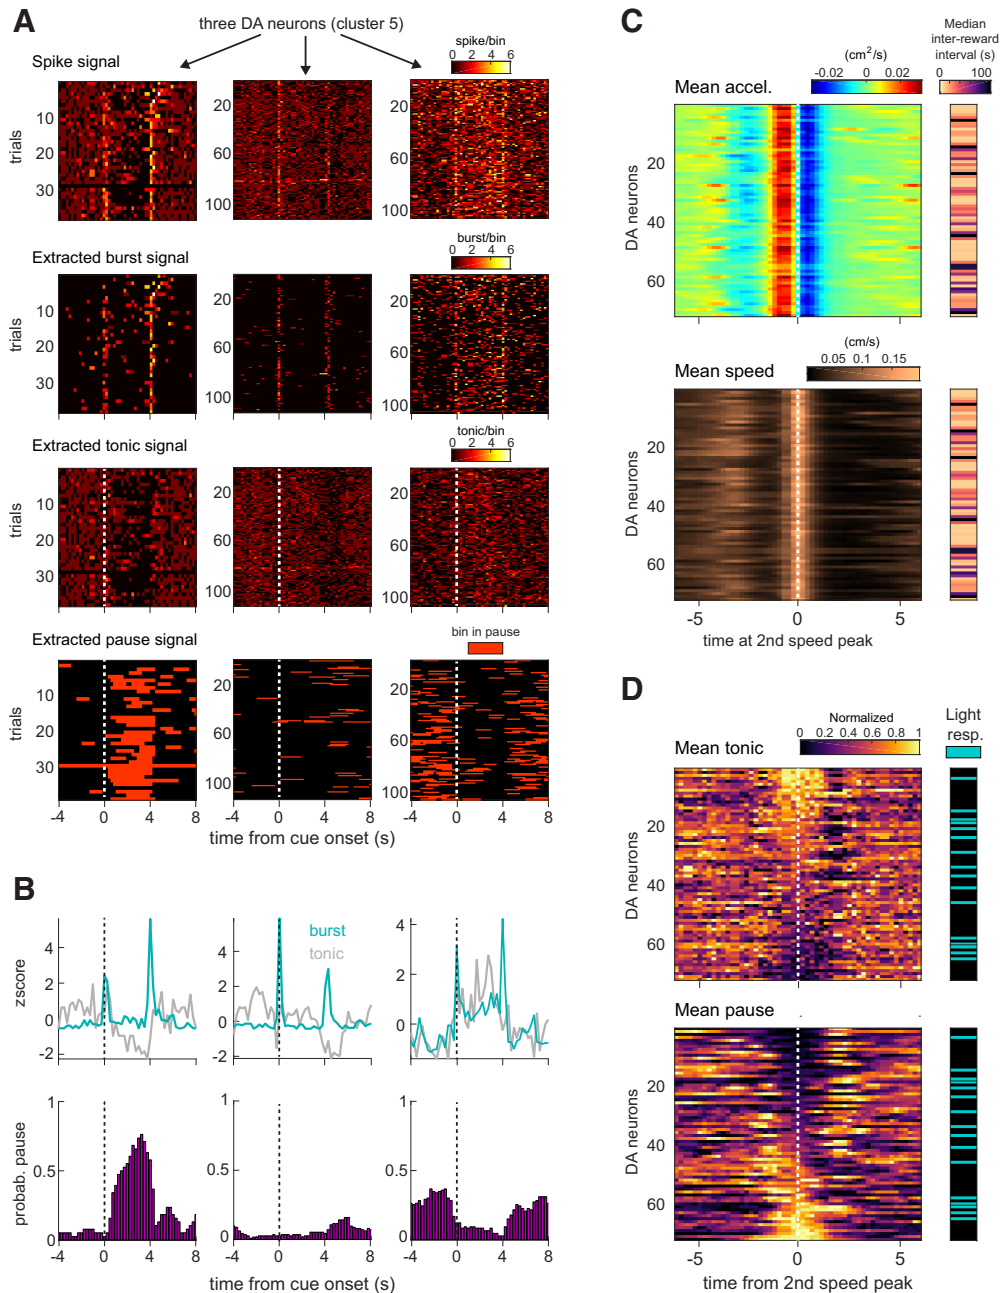 A
three DA neurons (cluster 5)
Spike signal
spike/bin
0 2 4 6
trials
10
20
30
20
60
100
20
60
100
Extracted burst signal
burst/bin
0 2 4 6
trials
10
20
30
20
60
100
20
60
100
Extracted tonic signal
tonic/bin
0 2 4 6
trials
10
20
30
20
60
100
20
60
100
Extracted pause signal
bin in pause
trials
10
20
30
20
60
100
20
60
100
-4 0 4 8
-4 0 4 8
-4 0 4 8
time from cue onset (s)
B
zscore
4
2
0
-2
burst
tonic
4
2
0
-2
4
2
0
probab. pause
1
0.5
0
1
0.5
0
1
0.5
0
-4 0 4 8
-4 0 4 8
-4 0 4 8
time from cue onset (s)
C
Mean accel.
(cm2/s)
-0.02 0 0.02
Median
inter-reward
interval (s)
0 100
DA neurons
20
40
60
Mean speed
(cm/s)
0.05 0.1 0.15
DA neurons
20
40
60
-5 0 5
time at 2nd speed peak
D
Mean tonic
Normalized
0 0.2 0.4 0.6 0.8 1
Light
resp.
DA neurons
20
40
60
Mean pause
DA neurons
20
40
60
-5 0 5
time from 2nd speed peak